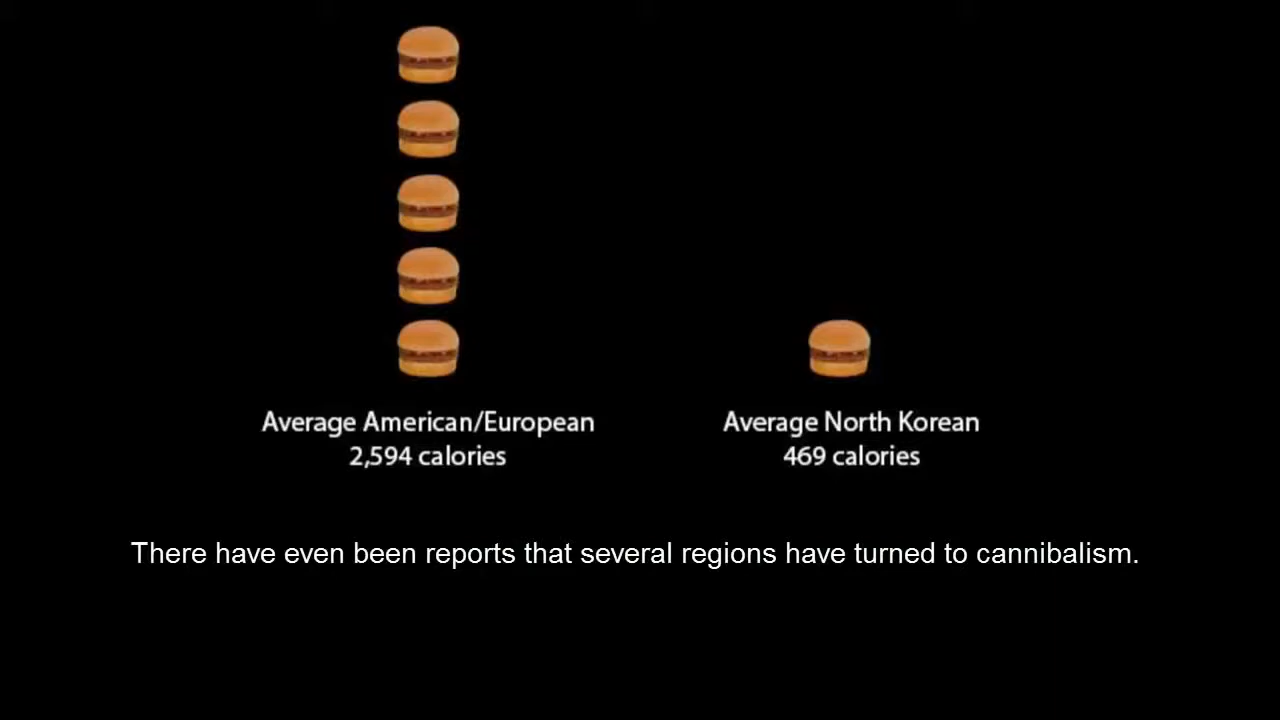 Average American/European
2,594 calories
Average North Korean
469 calories
There have even been reports that several regions have turned to cannibalism.